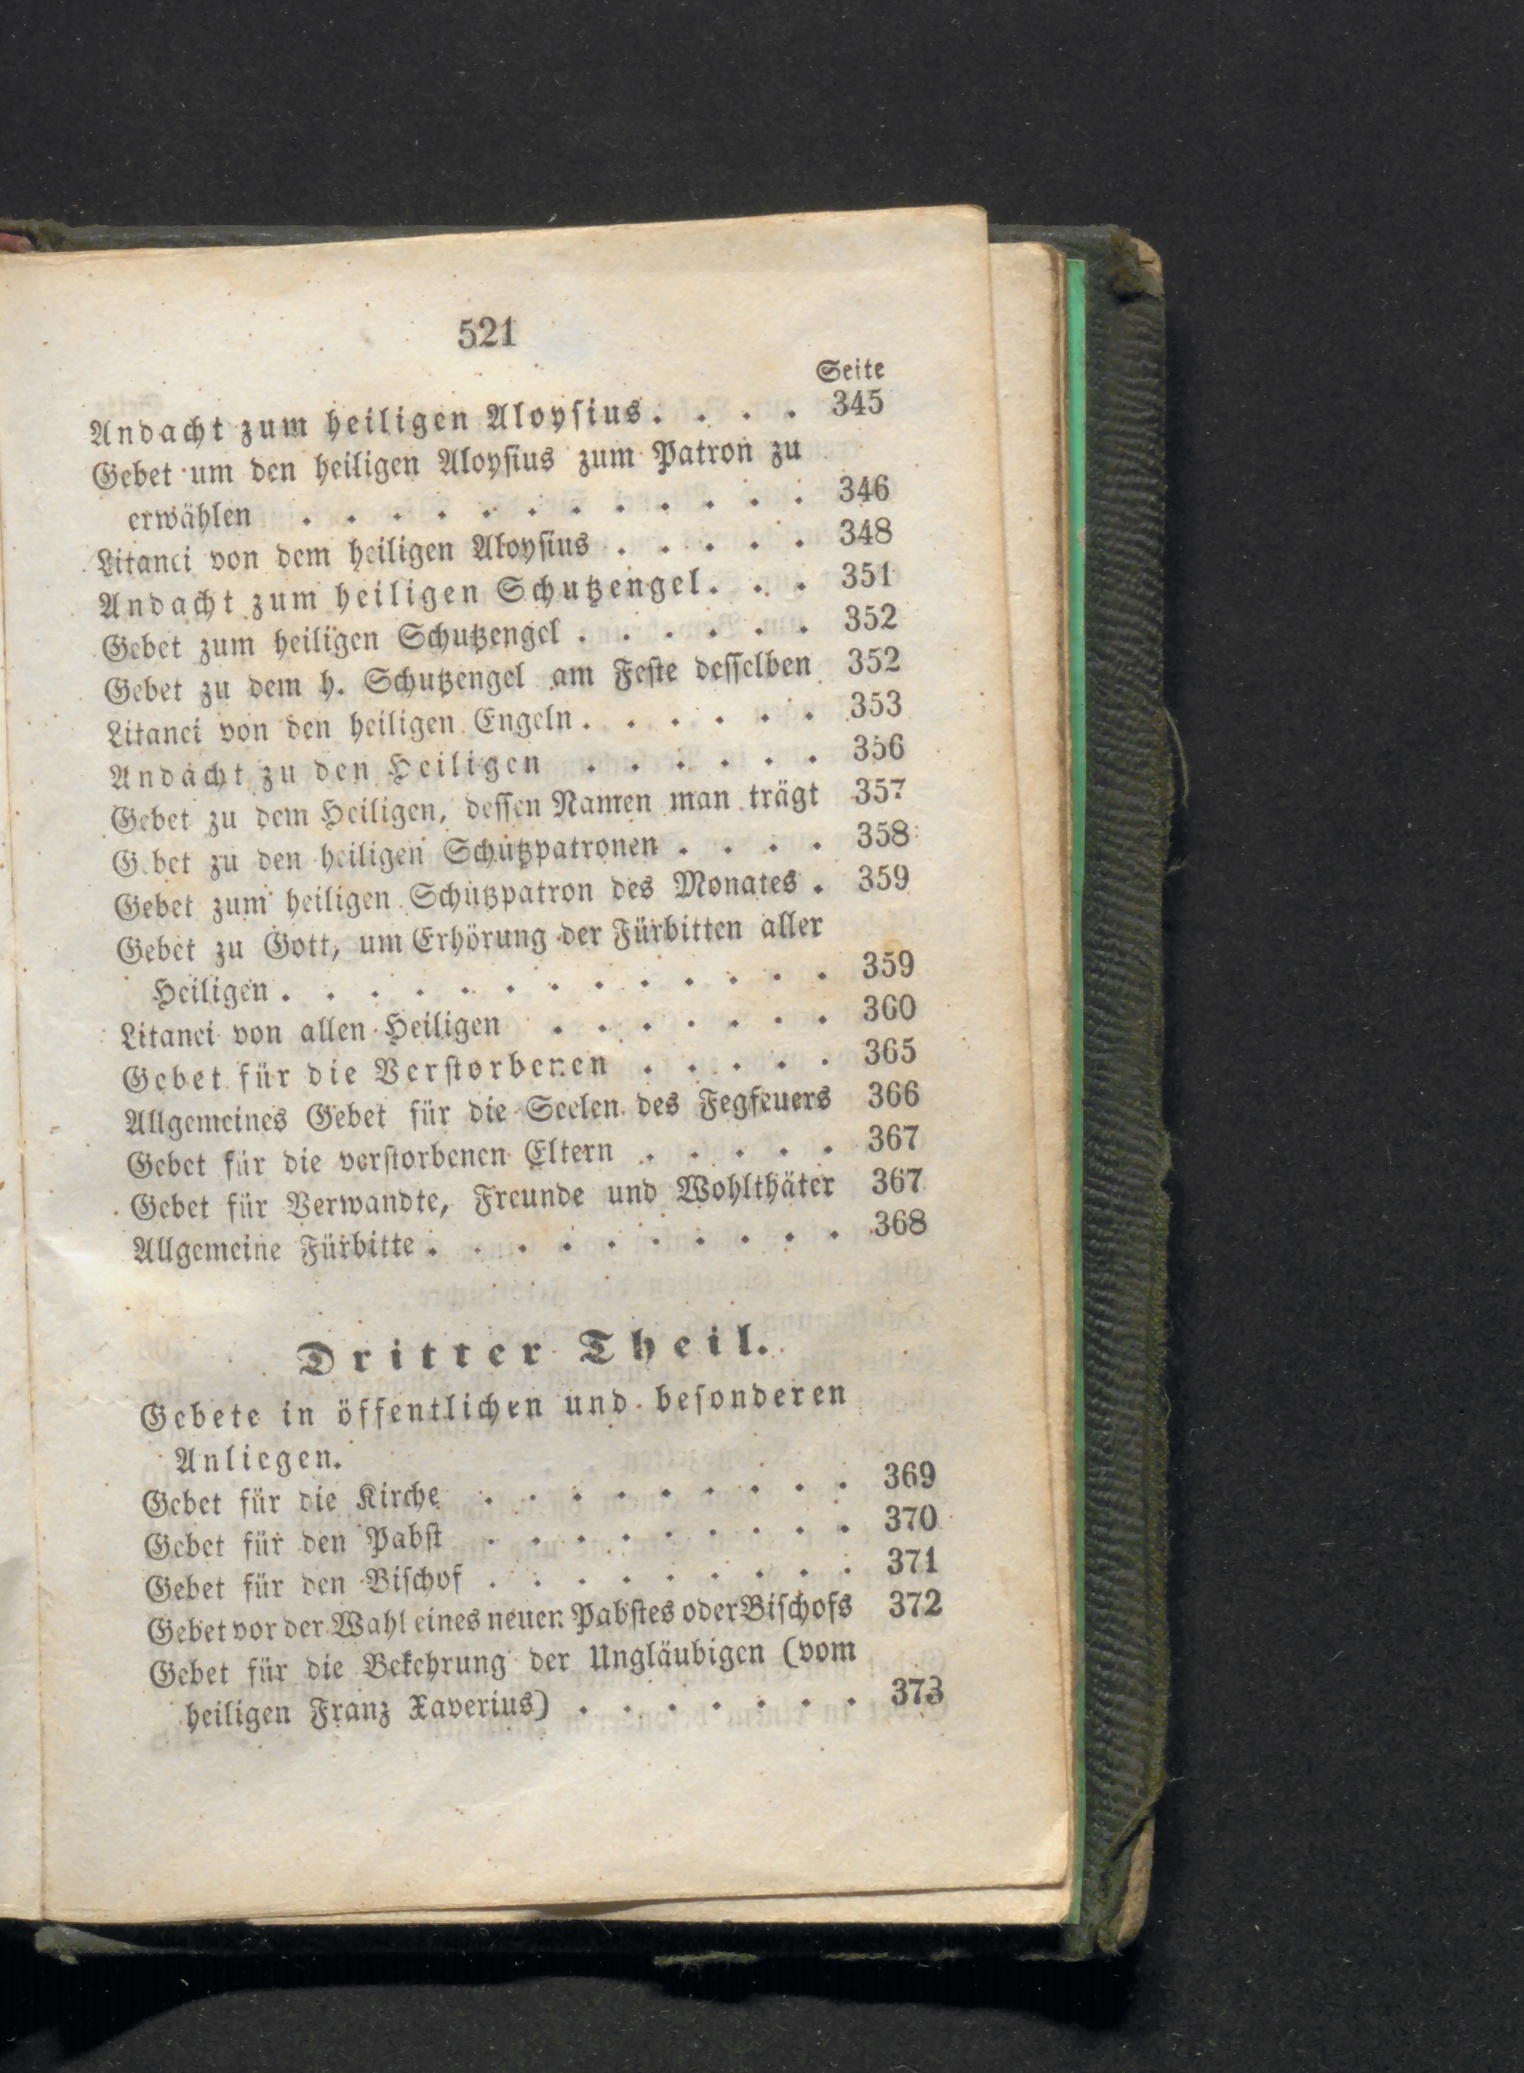 521
Seite
Andacht zum heiligen Aloysius. . . . 345
Gebet um den heiligen Aloysius zum Patron zu
erwählen . . . . . . . . . . . . 346
Litanei von dem heiligen Aloysius . . . . . 348
Andacht zum heiligen Schutzengel. . . 351
Gebet zum heiligen Schutzengel . . . . . . 352
Gebet zu dem h. Schutzengel am Feste desselben 352
Litanei von den heiligen Engeln. . . . . . 353
Andacht zu den Heiligen . . . . . . 356
Gebet zu dem Heiligen, dessen Namen man trägt 357
Gebet zu den heiligen Schutzpatronen . . . . 358
Gebet zum heiligen Schutzpatron des Monates . 359
Gebet zu Gott, um Erhörung der Fürbitten aller
Heiligen. . . . . . . . . . . . . 359
Litanei von allen Heiligen . . . . . . . 360
Gebet für die Verstorbenen . . . . . 365
Allgemeines Gebet für die Seelen des Fegfeuers 366
Gebet für die verstorbenen Eltern . . . . . 367
Gebet für Verwandte, Freunde und Wohlthäter 367
Allgemeine Fürbitte . . . . . . . . . . 368
Dritter Theil.
Gebete in öffentlichen und besonderen
Anliegen.
Gebet für die Kirche . . . . . . . . . 369
Gebet für den Pabst . . . . . . . . . 370
Gebet für den Bischof . . . . . . . . . 371
Gebet vor der Wahl eines neuen Pabstes oder Bischofs 372
Gebet für die Bekehrung der Ungläubigen (vom
heiligen Franz Xaverius) . . . . . . . 373